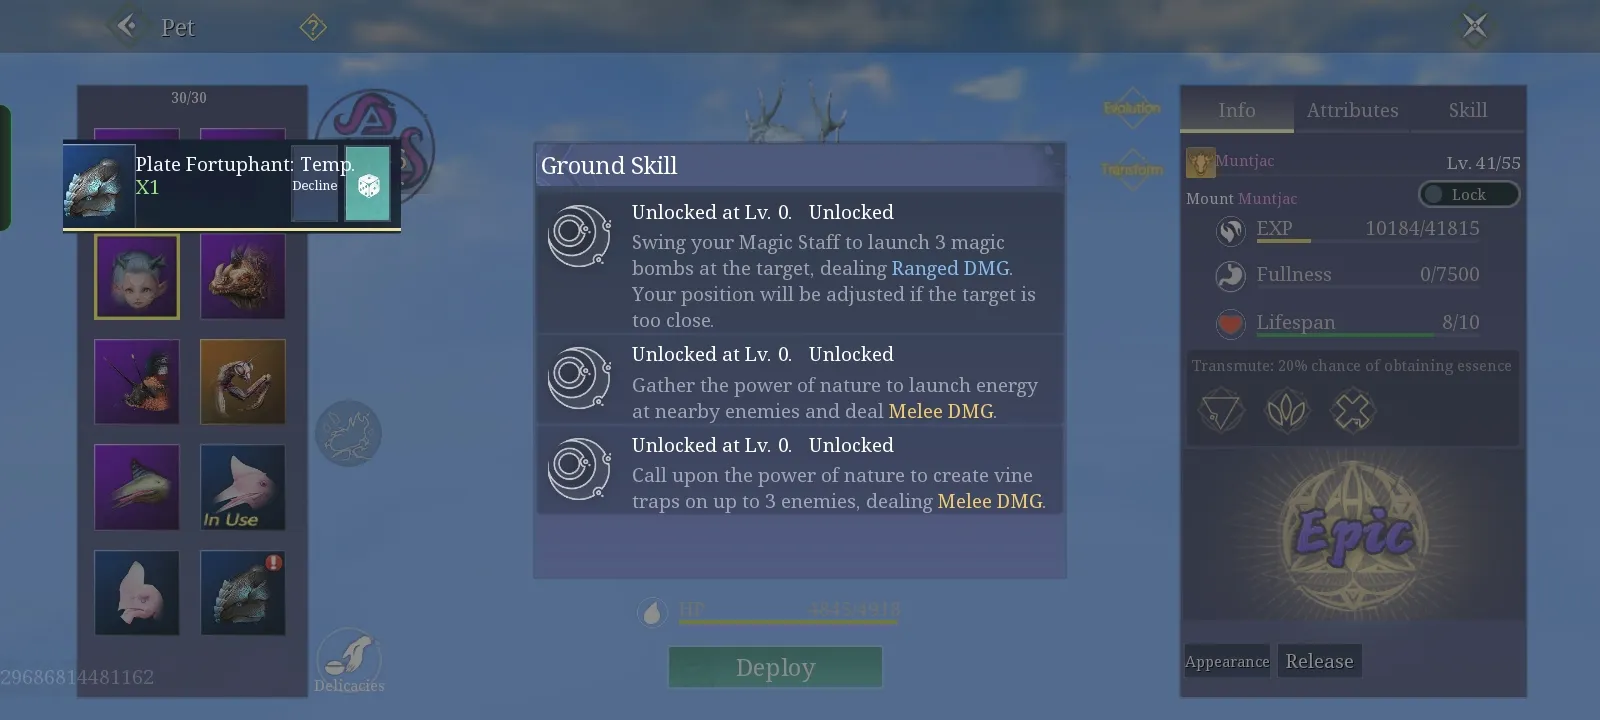 Pet
?
30/30
Plate Fortuphant: Temp.
X1
Decline
In Use
29686814481162
Delicacies
Ground Skill
Unlocked at Lv. 0. Unlocked
Swing your Magic Staff to launch 3 magic
bombs at the target, dealing Ranged DMG.
Your position will be adjusted if the target is
too close.
Unlocked at Lv. 0. Unlocked
Gather the power of nature to launch energy
at nearby enemies and deal Melee DMG.
Unlocked at Lv. 0. Unlocked
Call upon the power of nature to create vine
traps on up to 3 enemies, dealing Melee DMG.
HP
Deploy
Evolution
Transform
Info Attributes Skill
Muntjac Lv. 41/55
Mount Muntjac Lock
EXP 10184/41815
Fullness 0/7500
Lifespan 8/10
Transmute: 20% chance of obtaining essence
Epic
Appearance Release